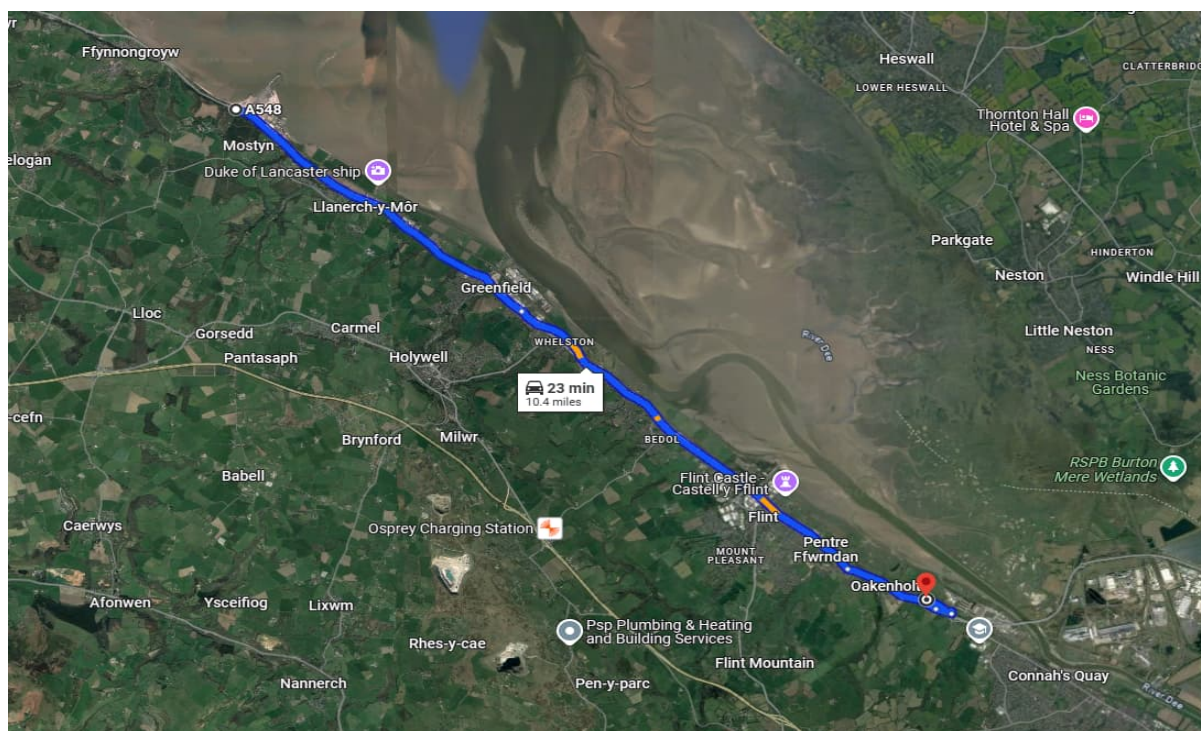 Ffynnongroyw
Heswall
CLATTERBRIDG
LOWER HESWALL
A548
Thornton Hall
Hotel & Spa
Mostyn
elogan
Duke of Lancaster ship
Llanerch-y-Môr
Parkgate
HINDERTON
Neston
Windle Hill
Greenfield
Lloc
Gorsedd
Carmel
WHELSTON
River Dee
Little Neston
NESS
Pantasaph
Holywell
23 min
10.4 miles
Ness Botanic
Gardens
-cefn
Brynford
Milwr
BEDOL
Babell
Flint Castle -
Castell y Fflint
RSPB Burton
Mere Wetlands
Caerwys
Osprey Charging Station
Flint
MOUNT
PLEASANT
Pentre
Ffwrndan
Oakenholt
Afonwen
Ysceifiog
Lixwm
Psp Plumbing & Heating
and Building Services
Rhes-y-cae
Flint Mountain
Connah's Quay
Nannerch
Pen-y-parc
River Dee